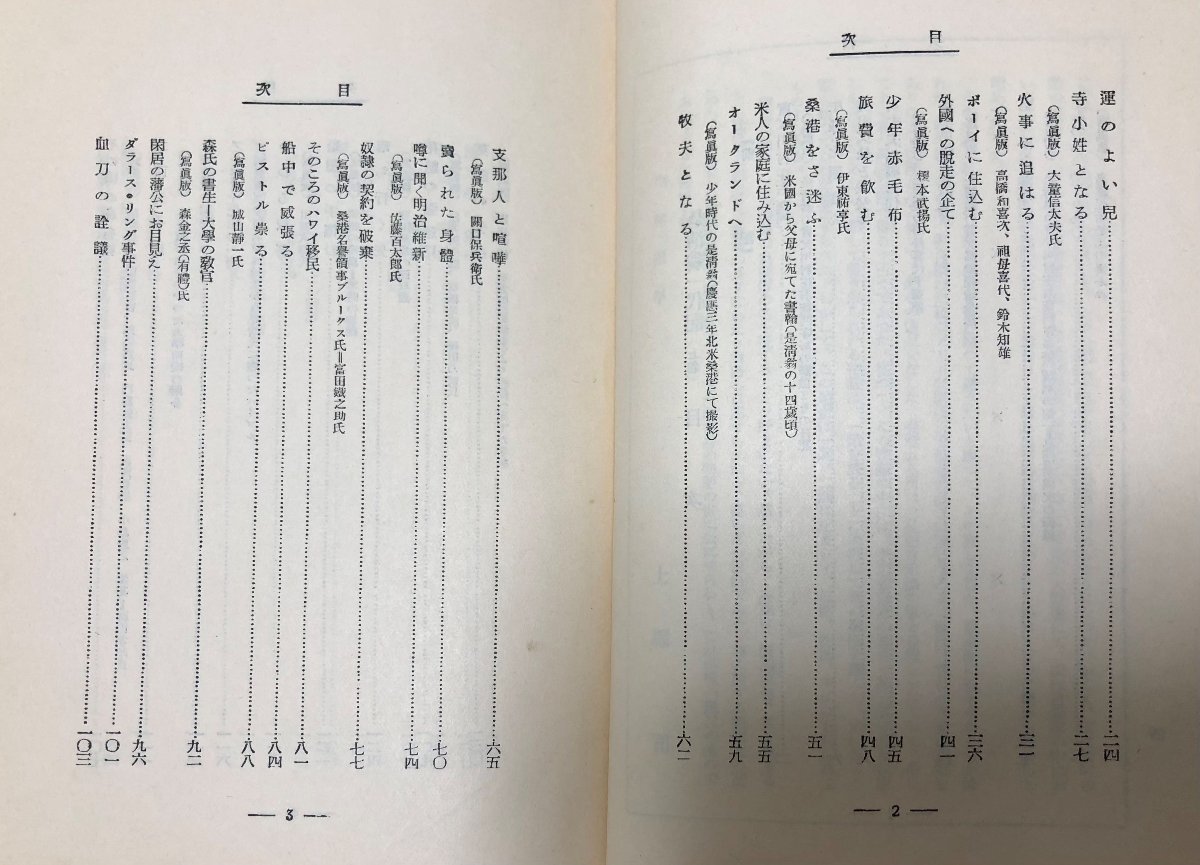 目次
運のよい兒…二四
寺小姓となる…二七
(寫眞版) 大童信太夫氏
火事に追はる…三一
(寫眞版) 高橋和喜次、祖母喜代、鈴木知雄
ボーイに住込む…三六
外國への脱走の企て…四一
(寫眞版) 榎本武揚氏
少年赤毛布…四五
旅費を飮む…四八
(寫眞版) 伊東祐亨氏
桑港をさ迷ふ…五一
(寫眞版) 米國から父母に宛てた書翰(是淸翁の十四歲頃)
米人の家庭に住み込む…五五
オークランドへ…五九
(寫眞版) 少年時代の是淸翁(慶應三年北米桑港にて撮影)
牧夫となる…六二
— 2 —
目次
支那人と喧嘩…六五
(寫眞版) 關口保兵衞氏
賣られた身體…七〇
噂に聞く明治維新…七四
(寫眞版) 佐藤百太郎氏
奴隷の契約を破棄…七七
(寫眞版) 桑港名譽領事ブルークス氏=富田鐵之助氏
そのころのハワイ移民…八一
船中で威張る…八四
ピストル祟る…八八
(寫眞版) 城山靜一氏
森氏の書生—大學の敎官…九二
(寫眞版) 森金之丞(有禮)氏
閑居の藩公にお目見え…九六
ダラース・リング事件…一〇一
血刀の詮議…一〇三
— 3 —